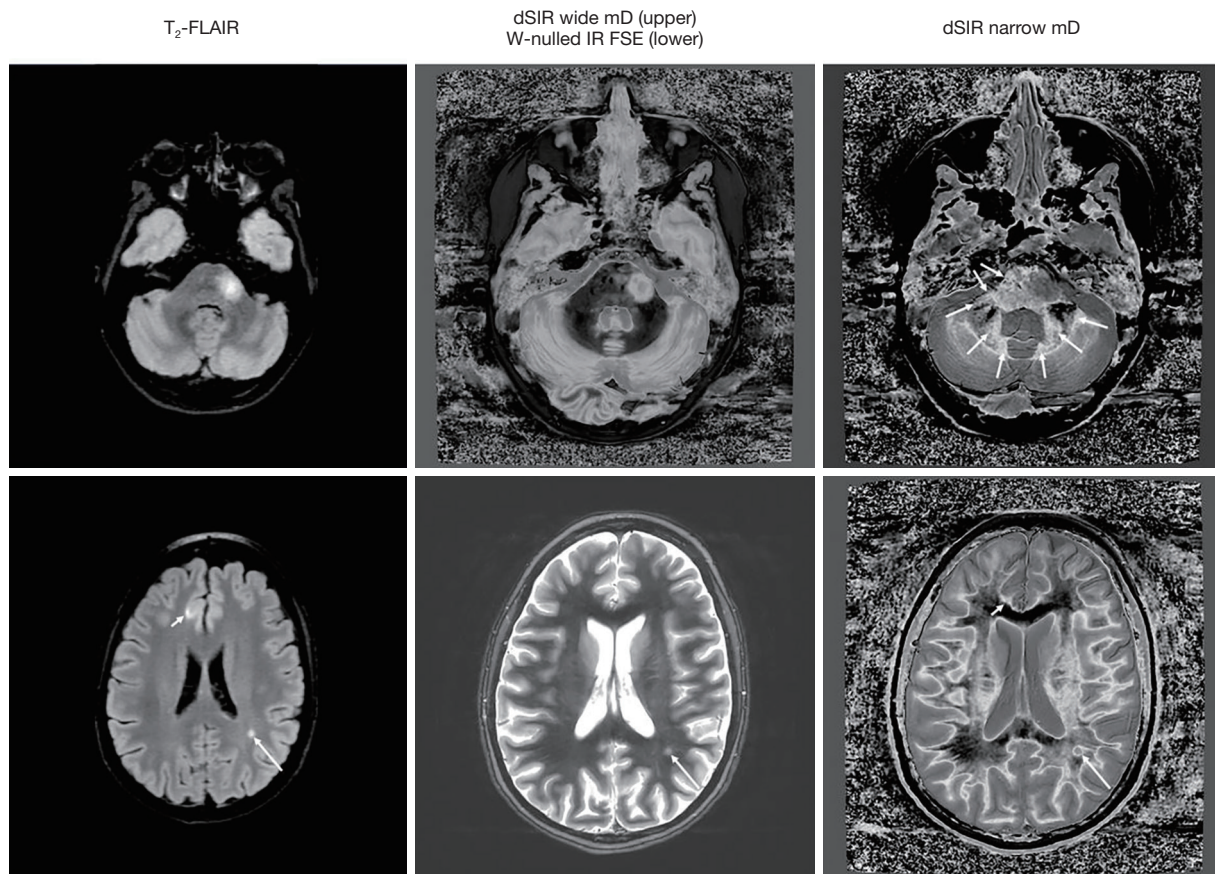 T₂-FLAIR
dSIR wide mD (upper)
W-nulled IR FSE (lower)
dSIR narrow mD